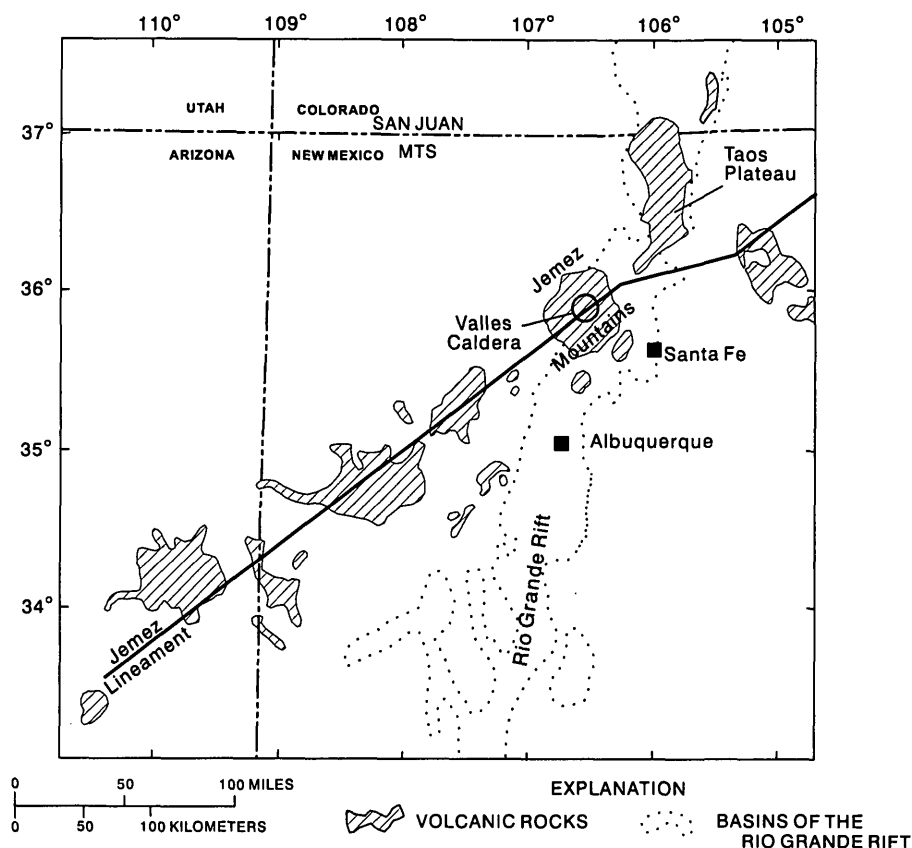 110° 109° 108° 107° 106° 105°
UTAH COLORADO
37° SAN JUAN
ARIZONA NEW MEXICO MTS
Taos
Plateau
36°
Jemez
Mountains
Valles
Caldera
Santa Fe
35°
Albuquerque
34°
Rio Grande Rift
Jemez
Lineament
0 50 100 MILES
0 50 100 KILOMETERS
EXPLANATION
VOLCANIC ROCKS
BASINS OF THE
RIO GRANDE RIFT